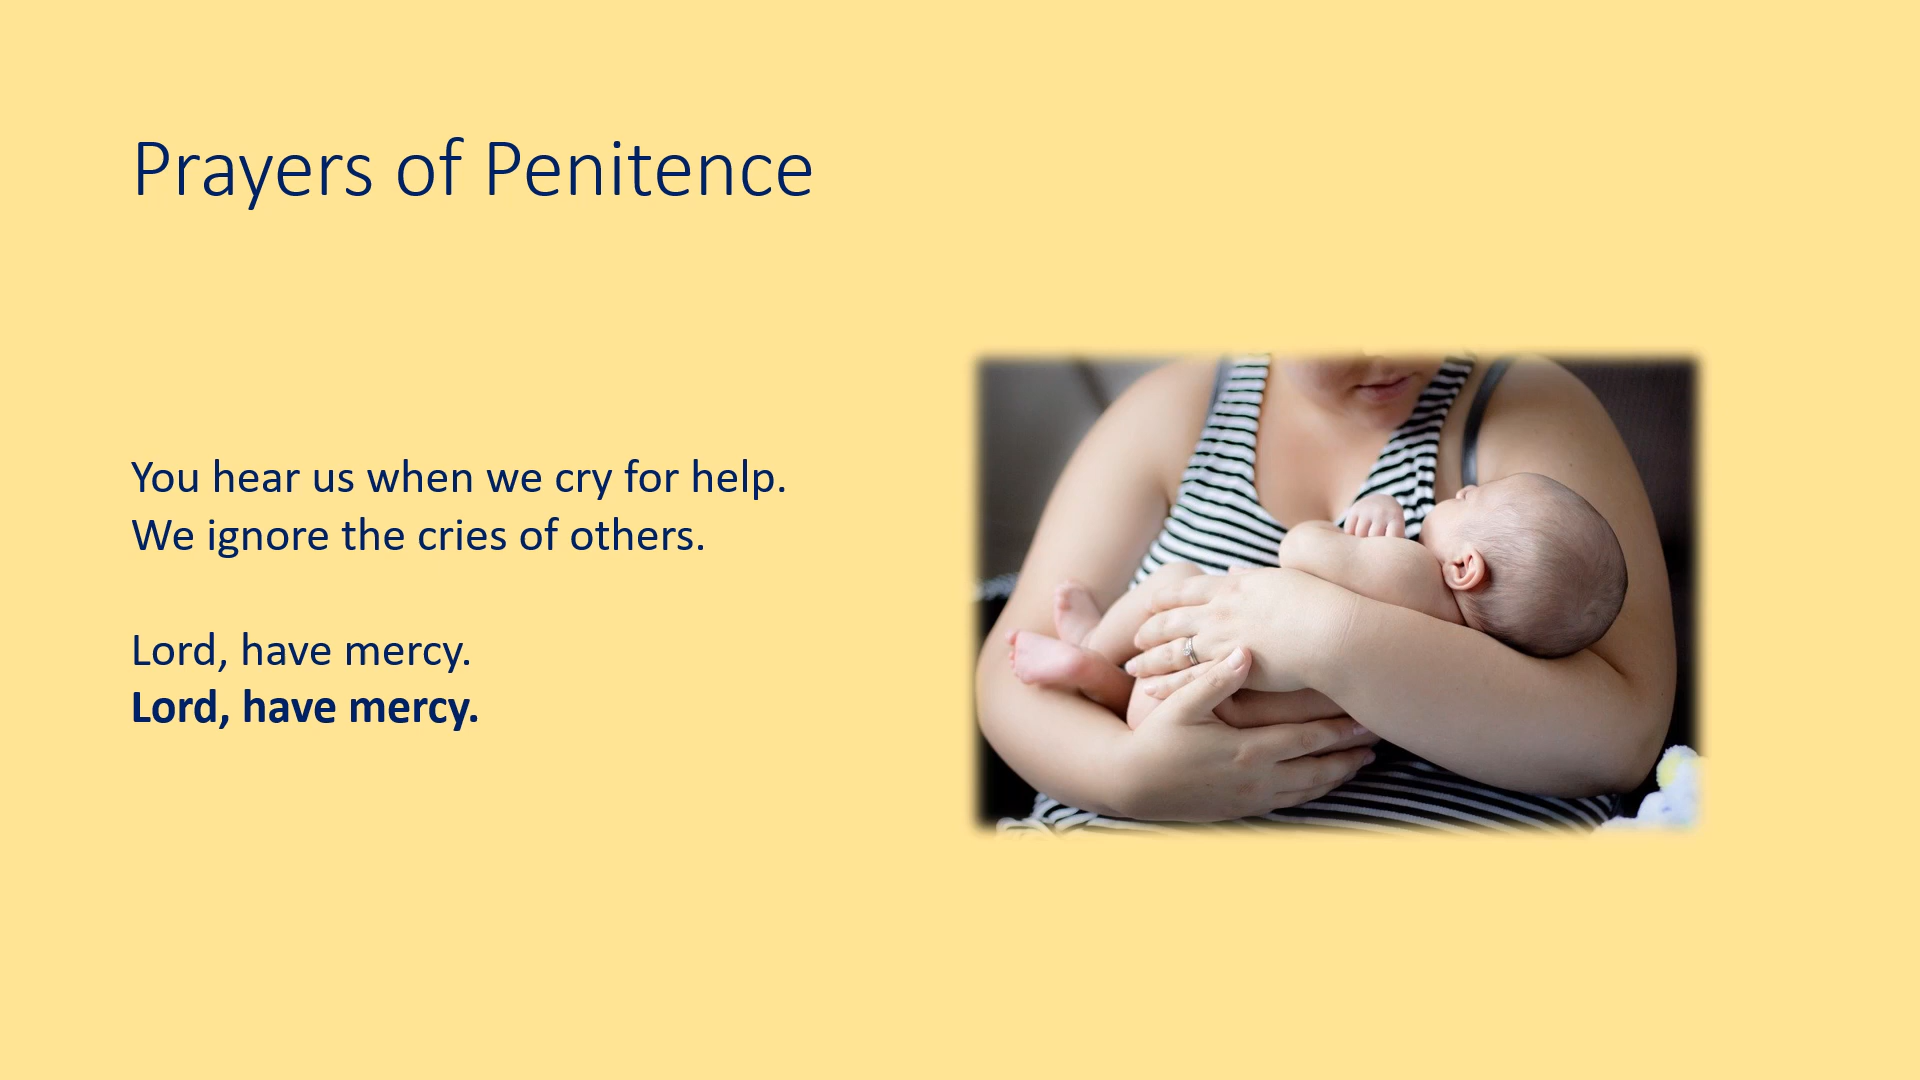 Prayers of Penitence
You hear us when we cry for help.
We ignore the cries of others.
Lord, have mercy.
Lord, have mercy.